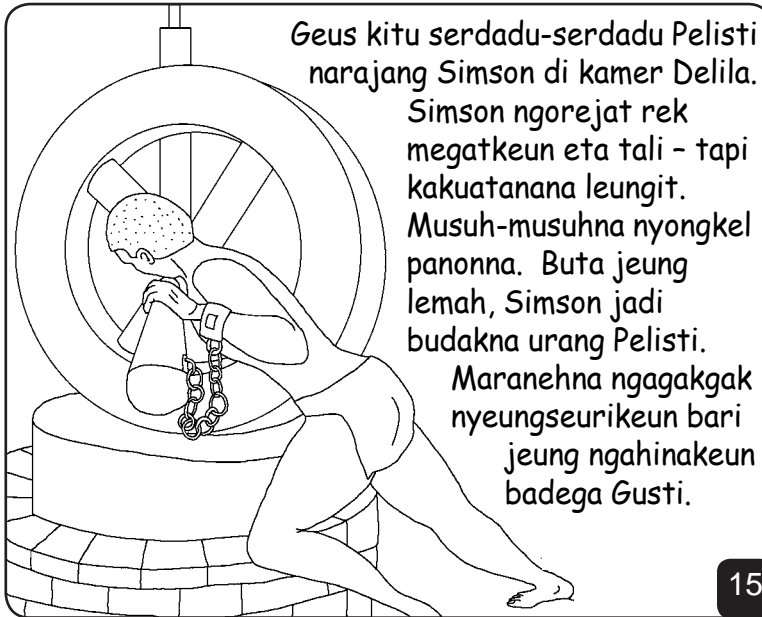 Geus kitu serdadu-serdadu Pelisti
narajang Simson di kamer Delila.
Simson ngorejat rek
megatkeun eta tali – tapi
kakuatanana leungit.
Musuh-musuhna nyongkel
panonna.  Buta jeung
lemah, Simson jadi
budakna urang Pelisti.
Maranehna ngagakgak
nyeungseurikeun bari
jeung ngahinakeun
badega Gusti.
15